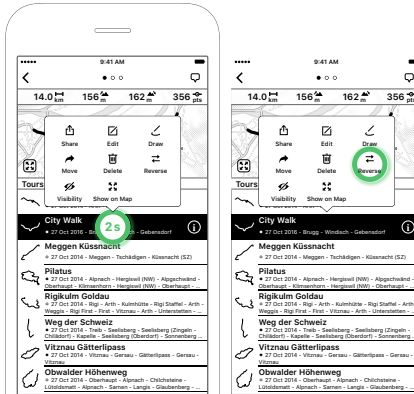 9:41 AM
14.0 km 156 m 162 m 356 pts
Share Edit Draw
Move Delete Reverse
Visibility Show on Map
Tours
City Walk
27 Oct 2016 - Br - Gebensdorf
2s
Meggen Küssnacht
27 Oct 2014 - Meggen - Tschädigen - Küssnacht (SZ)
Pilatus
27 Oct 2014 - Alpnach - Hergiswil (NW) - Alpgschwänd -
Oberhaupt - Klimsenhorn - Hergiswil (NW) - Oberhaupt - ...
Rigikulm Goldau
27 Oct 2014 - Rigi - Arth - Kulmhütte - Rigi Staffel - Arth -
Weggis - Rigi First - First - Vitznau - Arth - Unterstetten - ...
Weg der Schweiz
27 Oct 2014 - Treib - Seelisberg - Seelisberg (Zingeln -
Chilädorf) - Kapelle - Seelisberg (Oberdorf) - Sonnenberg ...
Vitznau Gätterlipass
27 Oct 2014 - Vitznau - Gersau - Gätterlipass - Gersau -
Vitznau
Obwalder Höhenweg
27 Oct 2014 - Oberhaupt - Alpnach - Chilchsteine -
Lütoldsmatt - Alpnach - Sarnen - Langis - Glaubenberg - ...
9:41 AM
14.0 km 156 m 162 m 356 pts
Share Edit Draw
Move Delete Reverse
Visibility Show on Map
Tours
City Walk
27 Oct 2016 - Brugg - Windisch - Gebensdorf
Meggen Küssnacht
27 Oct 2014 - Meggen - Tschädigen - Küssnacht (SZ)
Pilatus
27 Oct 2014 - Alpnach - Hergiswil (NW) - Alpgschwänd -
Oberhaupt - Klimsenhorn - Hergiswil (NW) - Oberhaupt - ...
Rigikulm Goldau
27 Oct 2014 - Rigi - Arth - Kulmhütte - Rigi Staffel - Arth -
Weggis - Rigi First - First - Vitznau - Arth - Unterstetten - ...
Weg der Schweiz
27 Oct 2014 - Treib - Seelisberg - Seelisberg (Zingeln -
Chilädorf) - Kapelle - Seelisberg (Oberdorf) - Sonnenberg ...
Vitznau Gätterlipass
27 Oct 2014 - Vitznau - Gersau - Gätterlipass - Gersau -
Vitznau
Obwalder Höhenweg
27 Oct 2014 - Oberhaupt - Alpnach - Chilchsteine -
Lütoldsmatt - Alpnach - Sarnen - Langis - Glaubenberg - ...